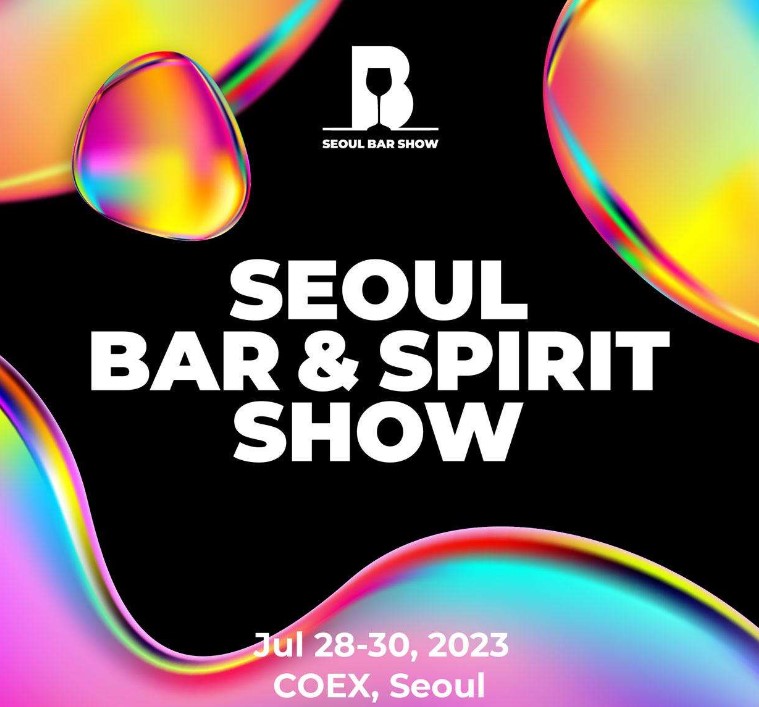 B
SEOUL BAR SHOW
SEOUL
BAR & SPIRIT
SHOW
Jul 28-30, 2023
COEX, Seoul